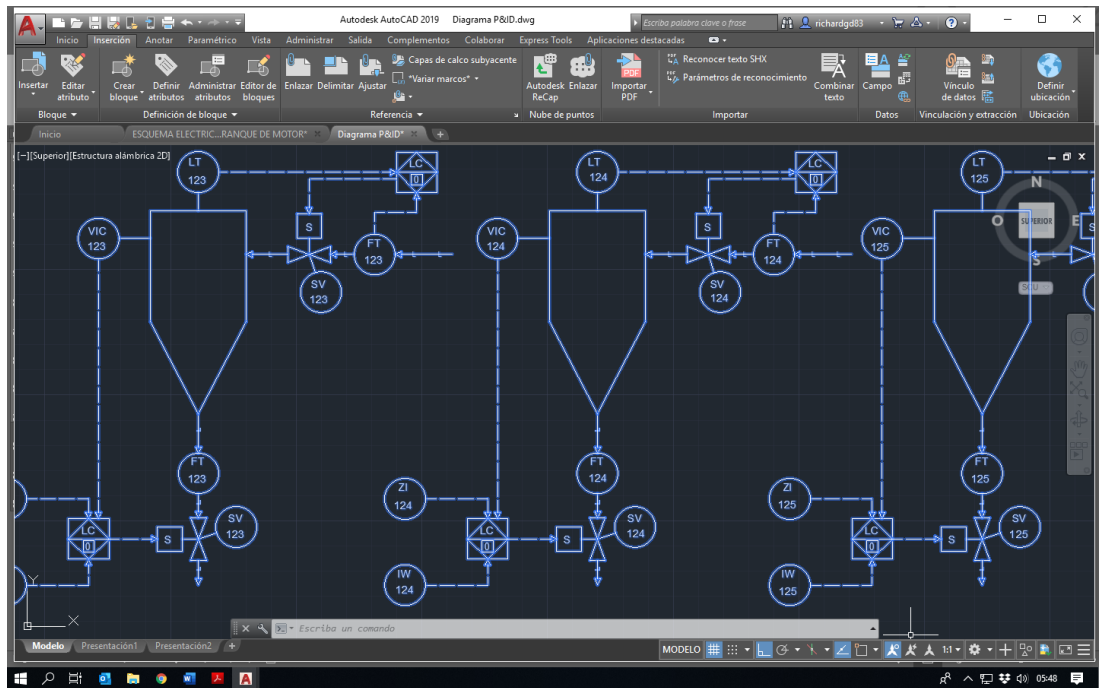 Autodesk AutoCAD 2019 Diagrama P&ID.dwg
Escriba palabra clave o frase
richardgd83
Inicio Inserción Anotar Paramétrico Vista Administrar Salida Complementos Colaborar Express Tools Aplicaciones destacadas
Insertar
Editar atributo
Crear bloque
Definir atributos
Administrar atributos
Editor de bloques
Enlazar
Delimitar
Ajustar
Capas de calco subyacente
*Variar marcos*
Autodesk ReCap
Enlazar
PDF
Importar PDF
Reconocer texto SHX
Parámetros de reconocimiento
Combinar texto
Campo
Vínculo de datos
Definir ubicación
Bloque
Definición de bloque
Referencia
Nube de puntos
Importar
Datos
Vinculación y extracción
Ubicación
Inicio
ESQUEMA ELECTRIC...RANQUE DE MOTOR*
Diagrama P&ID*
[−][Superior][Estructura alámbrica 2D]
LT
123
LC
0
LT
124
LC
0
LT
125
N
O
SUPERIOR
E
S
SCU
VIC
123
S
FT
123
SV
123
VIC
124
S
FT
124
SV
124
VIC
125
S
FT
123
FT
124
FT
125
ZI
124
ZI
125
LC
0
S
SV
123
LC
0
S
SV
124
LC
0
S
SV
125
IW
124
IW
125
Y
X
Escriba un comando
Modelo Presentación1 Presentación2
MODELO
1:1
05:48